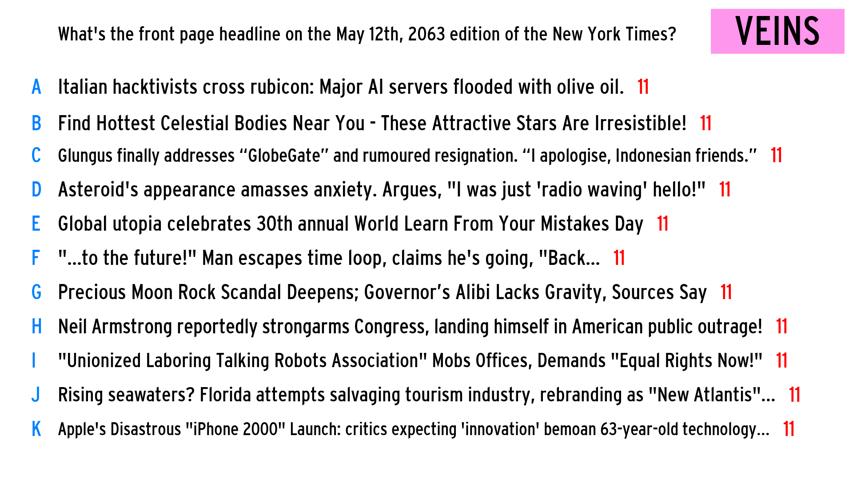 What's the front page headline on the May 12th, 2063 edition of the New York Times? VEINS
A Italian hacktivists cross rubicon: Major AI servers flooded with olive oil. 11
B Find Hottest Celestial Bodies Near You - These Attractive Stars Are Irresistible! 11
C Glungus finally addresses “GlobeGate” and rumoured resignation. “I apologise, Indonesian friends.” 11
D Asteroid's appearance amasses anxiety. Argues, "I was just 'radio waving' hello!" 11
E Global utopia celebrates 30th annual World Learn From Your Mistakes Day 11
F "...to the future!" Man escapes time loop, claims he's going, "Back... 11
G Precious Moon Rock Scandal Deepens; Governor’s Alibi Lacks Gravity, Sources Say 11
H Neil Armstrong reportedly strongarms Congress, landing himself in American public outrage! 11
I "Unionized Laboring Talking Robots Association" Mobs Offices, Demands "Equal Rights Now!" 11
J Rising seawaters? Florida attempts salvaging tourism industry, rebranding as "New Atlantis"... 11
K Apple's Disastrous "iPhone 2000" Launch: critics expecting 'innovation' bemoan 63-year-old technology... 11